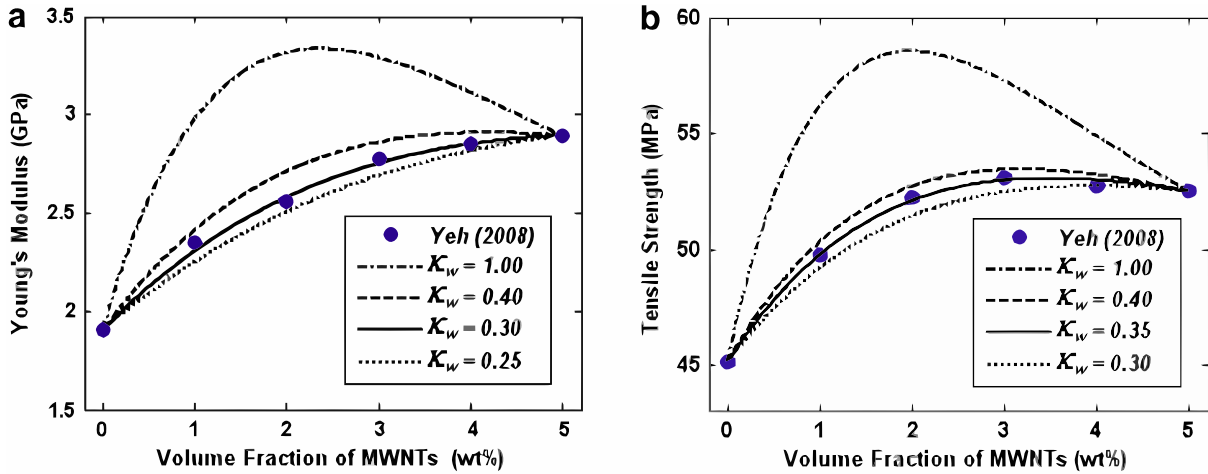 a
3.5
3
2.5
2
1.5
Young's Modulus (GPa)
Yeh (2008)
Kw = 1.00
Kw = 0.40
Kw = 0.30
Kw = 0.25
0 1 2 3 4 5
Volume Fraction of MWNTs (wt%)
b
60
55
50
45
Tensile Strength (MPa)
Yeh (2008)
Kw = 1.00
Kw = 0.40
Kw = 0.35
Kw = 0.30
0 1 2 3 4 5
Volume Fraction of MWNTs (wt%)